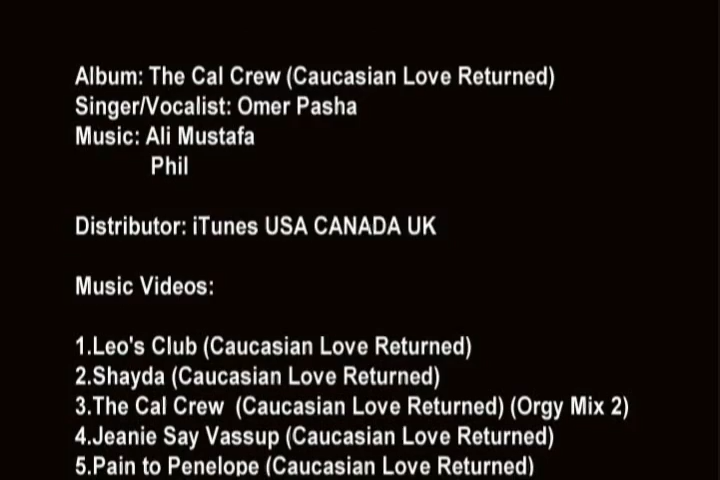 Album: The Cal Crew (Caucasian Love Returned)
Singer/Vocalist: Omer Pasha
Music: Ali Mustafa
Phil
Distributor: iTunes USA CANADA UK
Music Videos:
1.Leo's Club (Caucasian Love Returned)
2.Shayda (Caucasian Love Returned)
3.The Cal Crew  (Caucasian Love Returned) (Orgy Mix 2)
4.Jeanie Say Vassup (Caucasian Love Returned)
5.Pain to Penelope (Caucasian Love Returned)